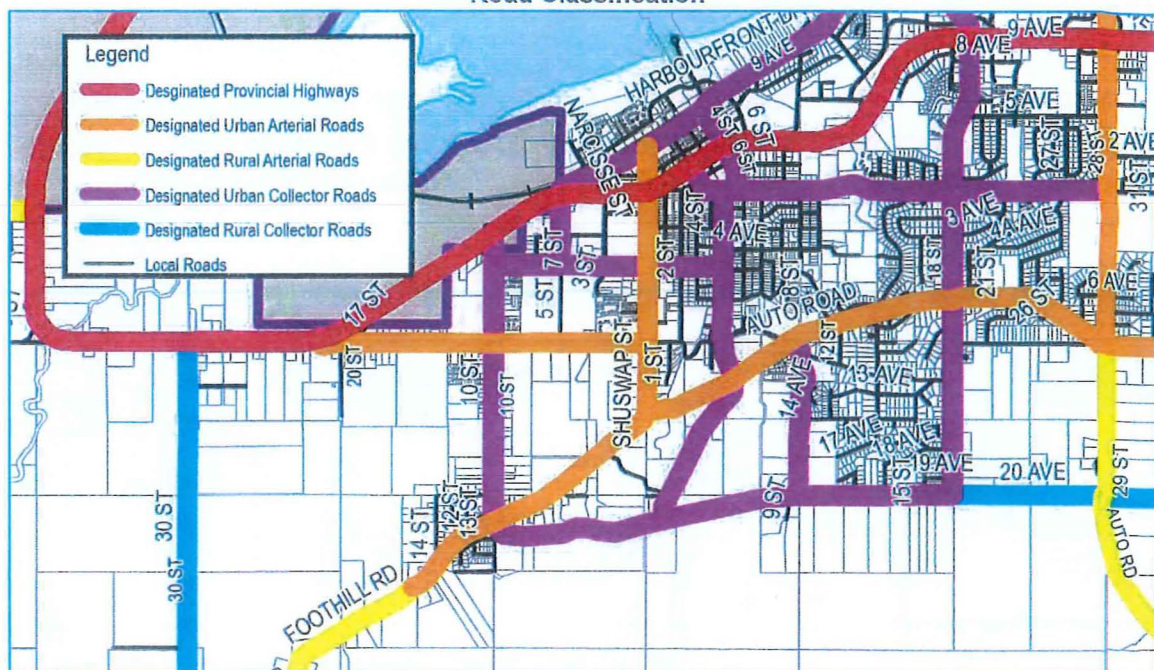 Road Classification
Legend
Desginated Provincial Highways
Designated Urban Arterial Roads
Designated Rural Arterial Roads
Designated Urban Collector Roads
Designated Rural Collector Roads
Local Roads
HARBOURFRONT DR
9 AVE
9 AVE
8 AVE
5 AVE
27 ST
28 ST
2 AVE
31 ST
NARCISSE ST
4 ST
6 ST
6 ST
4 ST
4 AVE
3 AVE
4A AVE
7
3 ST
5 ST
2 ST
18 ST
21 ST
26 ST
6 AVE
8 ST
AUTO ROAD
12 ST
17 ST
20 ST
10 ST
10 ST
SHUSWAP ST
1 ST
13 AVE
14 AVE
17 AVE
18 AVE
19 AVE
15 ST
20 AVE
9 ST
29 ST
AUTO RD
30 ST
30 ST
14 ST
12 ST
13 ST
FOOTHILL RD